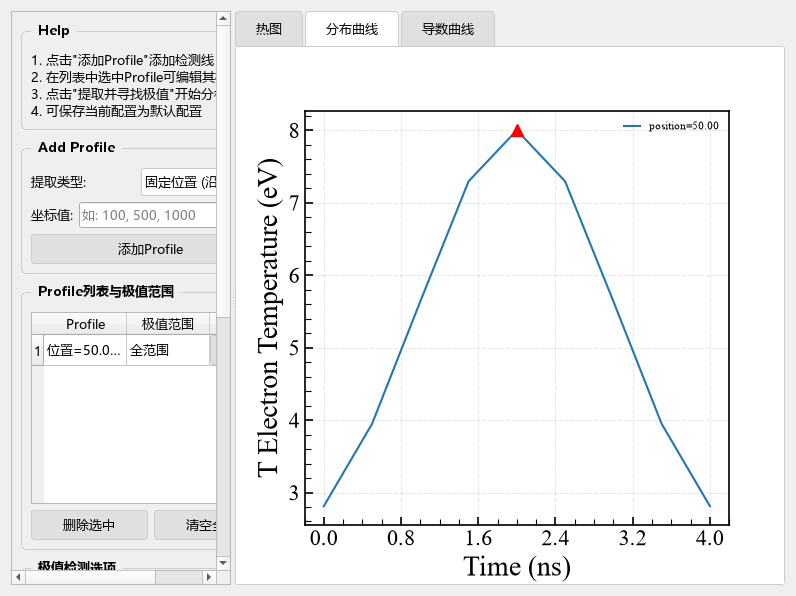 Help
1. 点击"添加Profile"添加检测线
2. 在列表中选中Profile可编辑其
3. 点击"提取并寻找极值"开始分
4. 可保存当前配置为默认配置
Add Profile
提取类型:
固定位置 (沿
坐标值:
如: 100, 500, 1000
添加Profile
Profile列表与极值范围
Profile 极值范围
1 位置=50.0... 全范围
删除选中 清空全
极值检测选项
热图 分布曲线 导数曲线
position=50.00
T Electron Temperature (eV)
8
7
6
5
4
3
0.0 0.8 1.6 2.4 3.2 4.0
Time (ns)